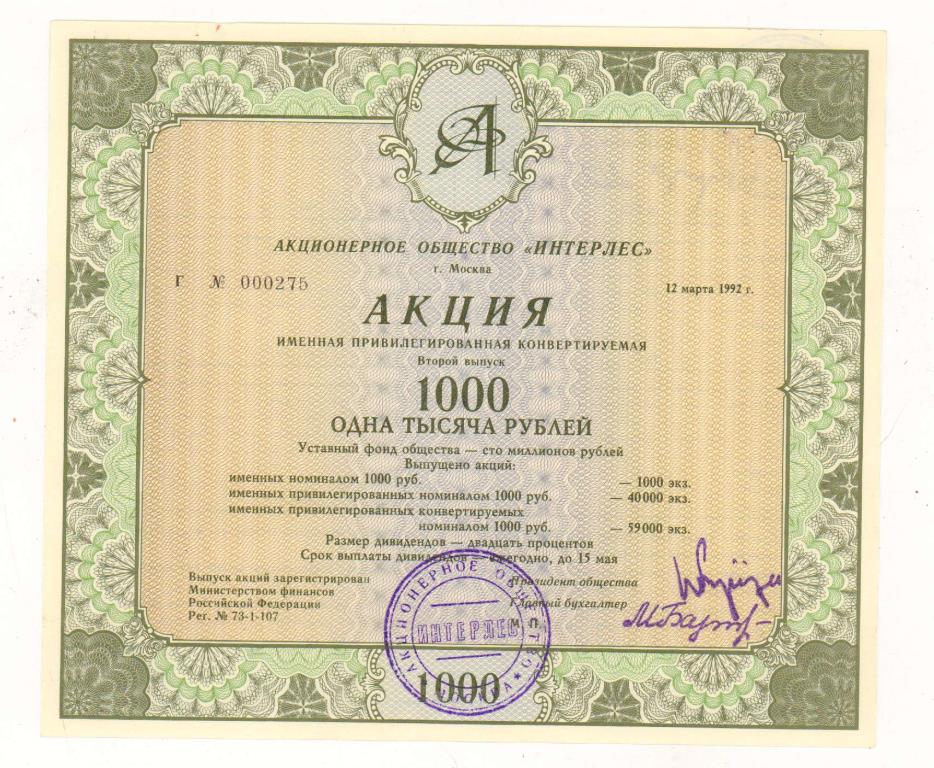 А
АКЦИОНЕРНОЕ ОБЩЕСТВО «ИНТЕРЛЕС»
г. Москва
Г № 000275
12 марта 1992 г.
АКЦИЯ
ИМЕННАЯ ПРИВИЛЕГИРОВАННАЯ КОНВЕРТИРУЕМАЯ
Второй выпуск
1000
ОДНА ТЫСЯЧА РУБЛЕЙ
Уставный фонд общества — сто миллионов рублей
Выпущено акций:
именных номиналом 1000 руб. — 1000 экз.
именных привилегированных номиналом 1000 руб. — 40000 экз.
именных привилегированных конвертируемых
номиналом 1000 руб. — 59000 экз.
Размер дивидендов — двадцать процентов
Срок выплаты дивидендов — ежегодно, до 15 мая
Выпуск акций зарегистрирован
Министерством финансов
Российской Федерации
Рег. № 73-1-107
Президент общества
Главный бухгалтер
М. П.
АКЦИОНЕРНОЕ ОБЩЕСТВО
ИНТЕРЛЕС
МОСКВА
1000